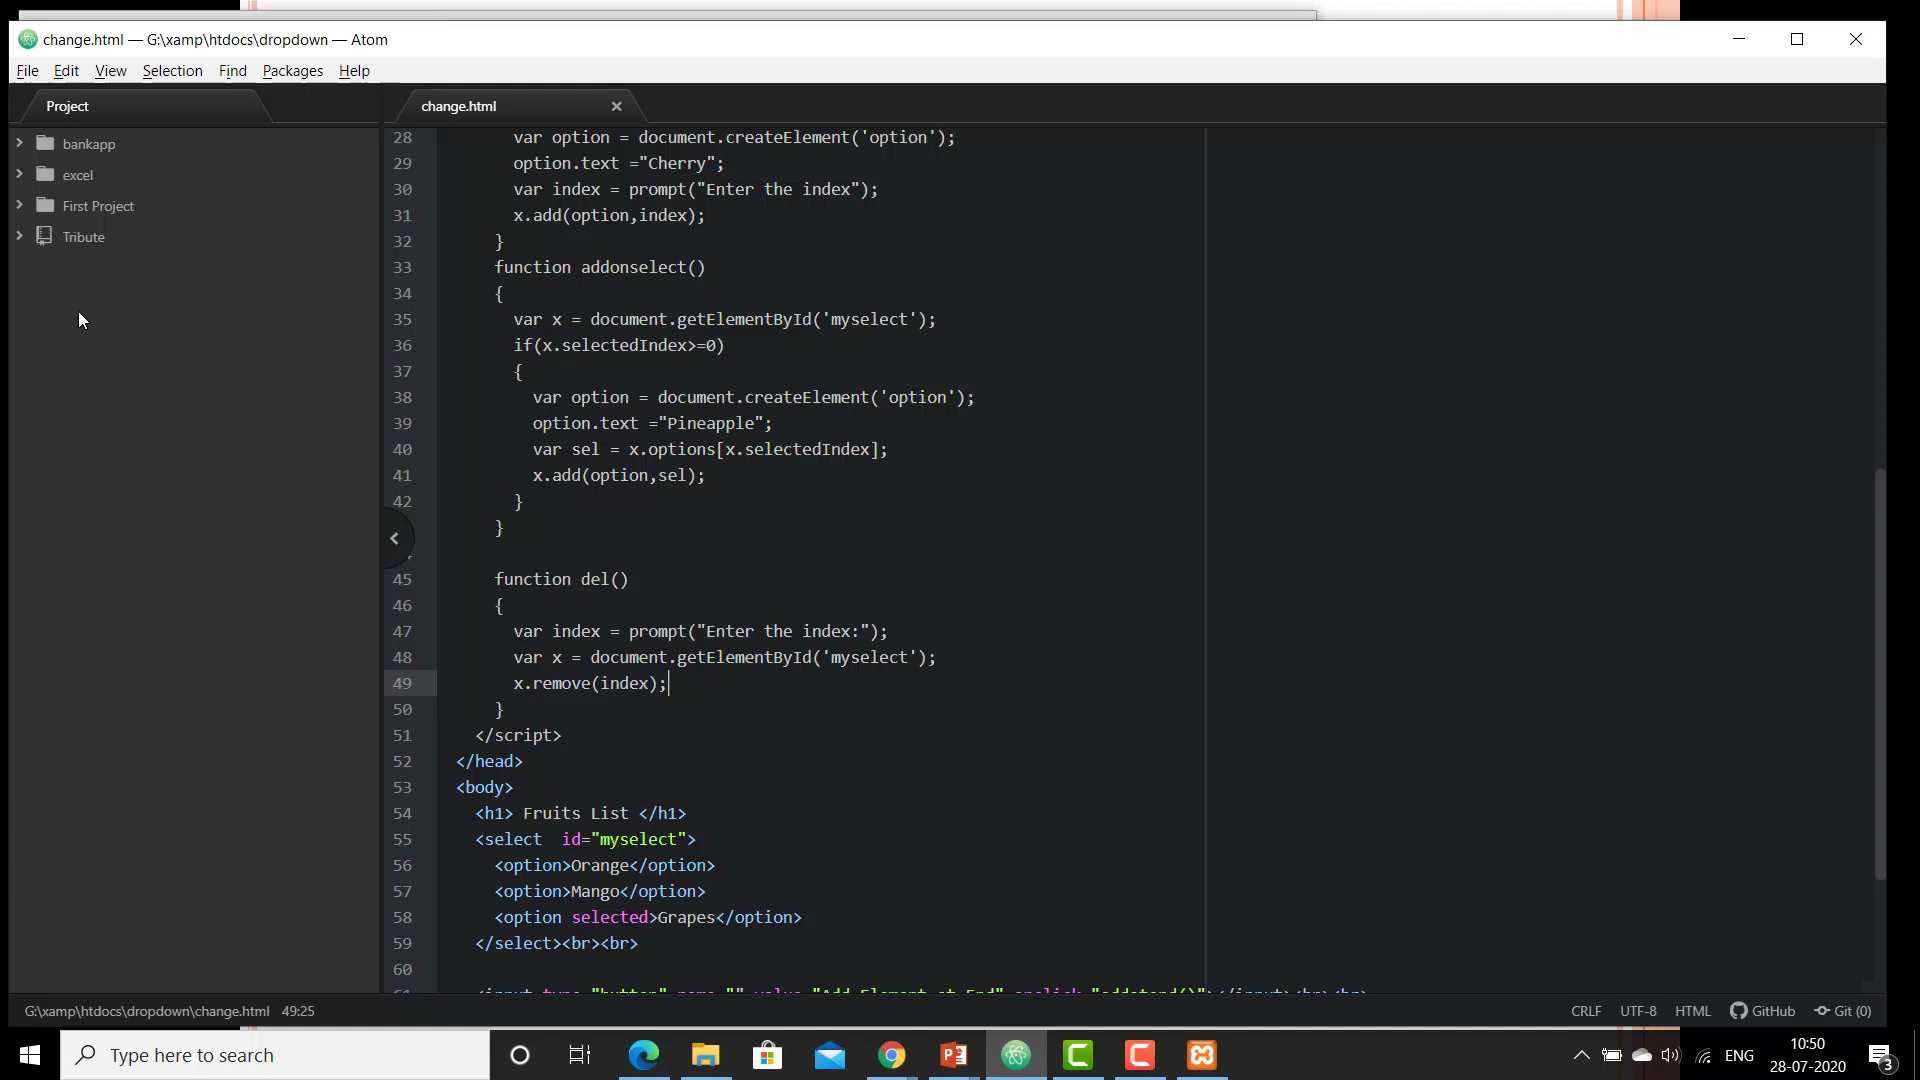 change.html — G:\xamp\htdocs\dropdown — Atom
File Edit View Selection Find Packages Help
Project
change.html
bankapp
excel
First Project
Tribute
28 var option = document.createElement('option');
29 option.text ="Cherry";
30 var index = prompt("Enter the index");
31 x.add(option,index);
32 }
33 function addonselect()
34 {
35 var x = document.getElementById('myselect');
36 if(x.selectedIndex>=0)
37 {
38 var option = document.createElement('option');
39 option.text ="Pineapple";
40 var sel = x.options[x.selectedIndex];
41 x.add(option,sel);
42 }
}
45 function del()
46 {
47 var index = prompt("Enter the index:");
48 var x = document.getElementById('myselect');
49 x.remove(index);
50 }
51 </script>
52 </head>
53 <body>
54 <h1> Fruits List </h1>
55 <select  id="myselect">
56 <option>Orange</option>
57 <option>Mango</option>
58 <option selected>Grapes</option>
59 </select><br><br>
60
G:\xamp\htdocs\dropdown\change.html 49:25 CRLF UTF-8 HTML GitHub Git (0)
Type here to search
ENG
10:50
28-07-2020
3